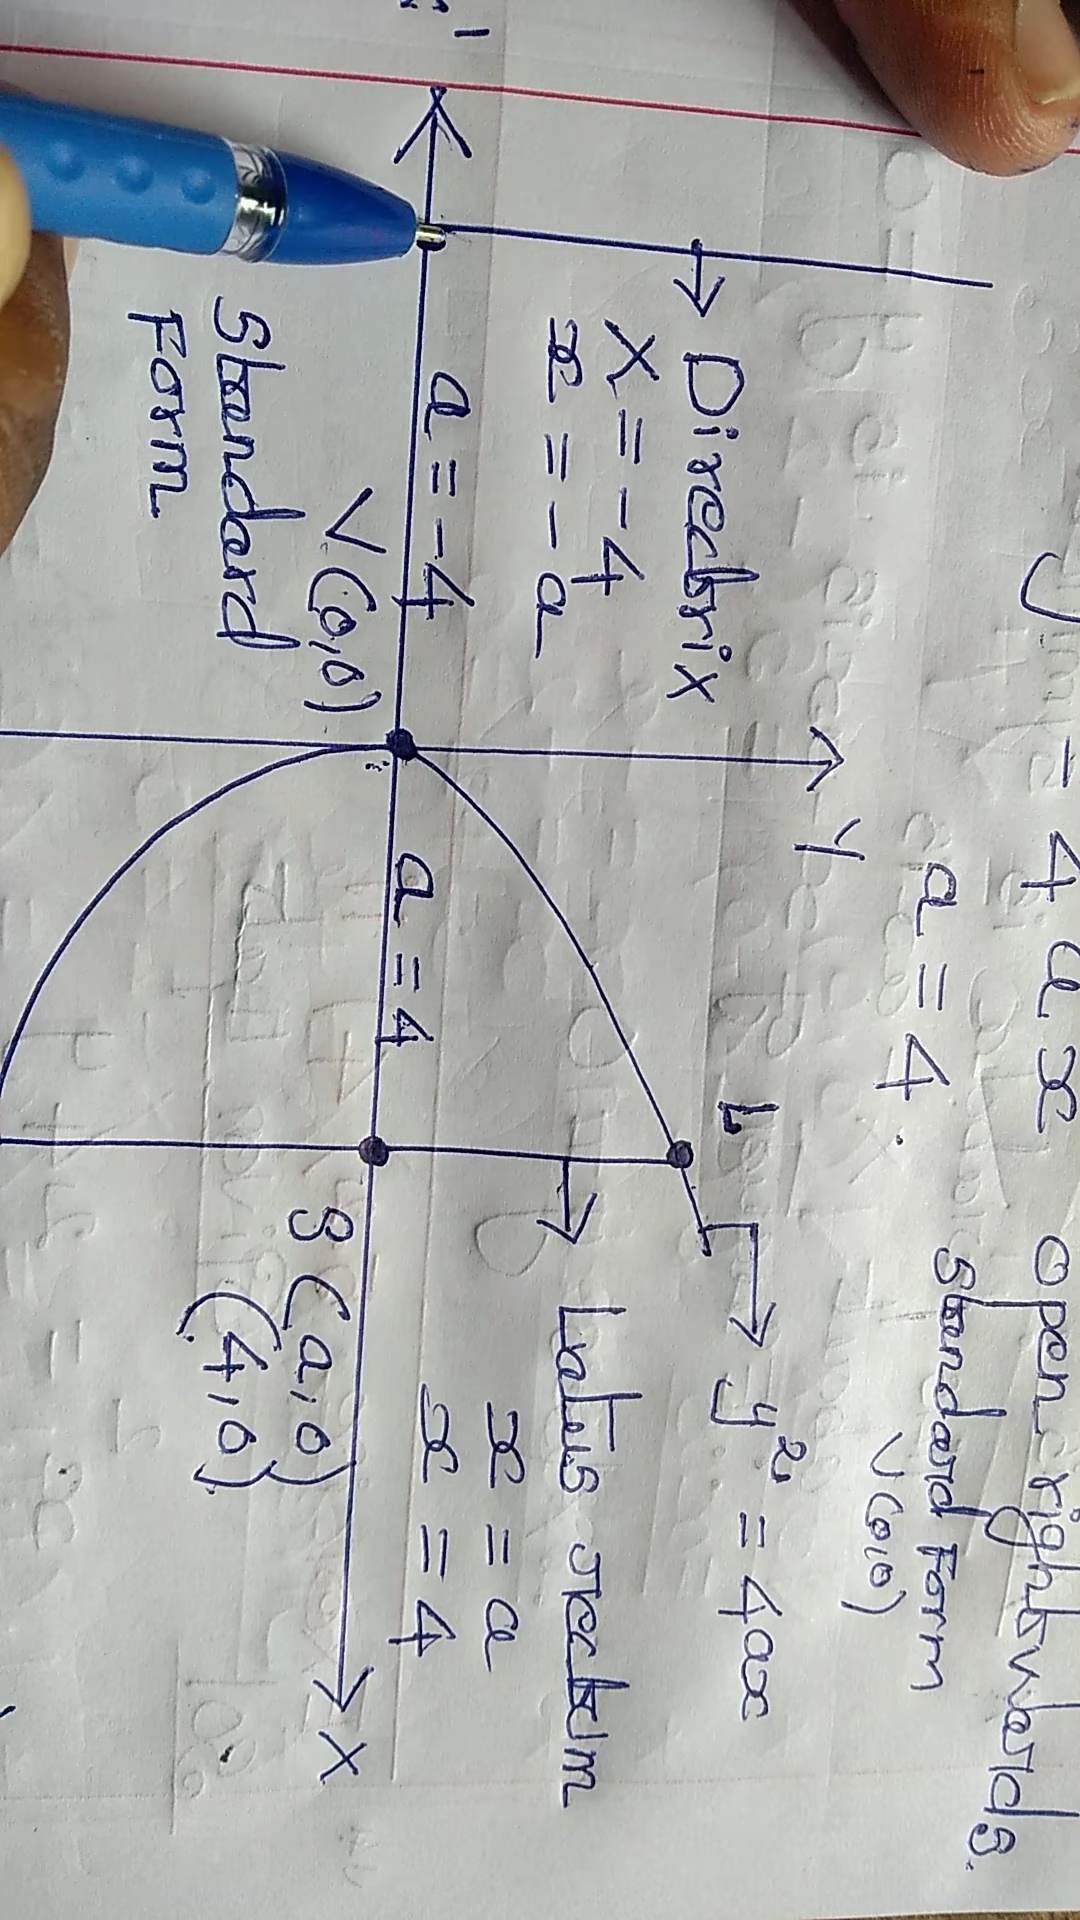 y² = 4ax open rightwards.
a = 4. Standard Form
V(0,0)
Y
L
y² = 4ax
Directrix
X = -4
x = -a
Latus rectum
x = a
x = 4
a = -4
a = 4
V(0,0)
S(a,0)
(4,0)
X
Standard
Form